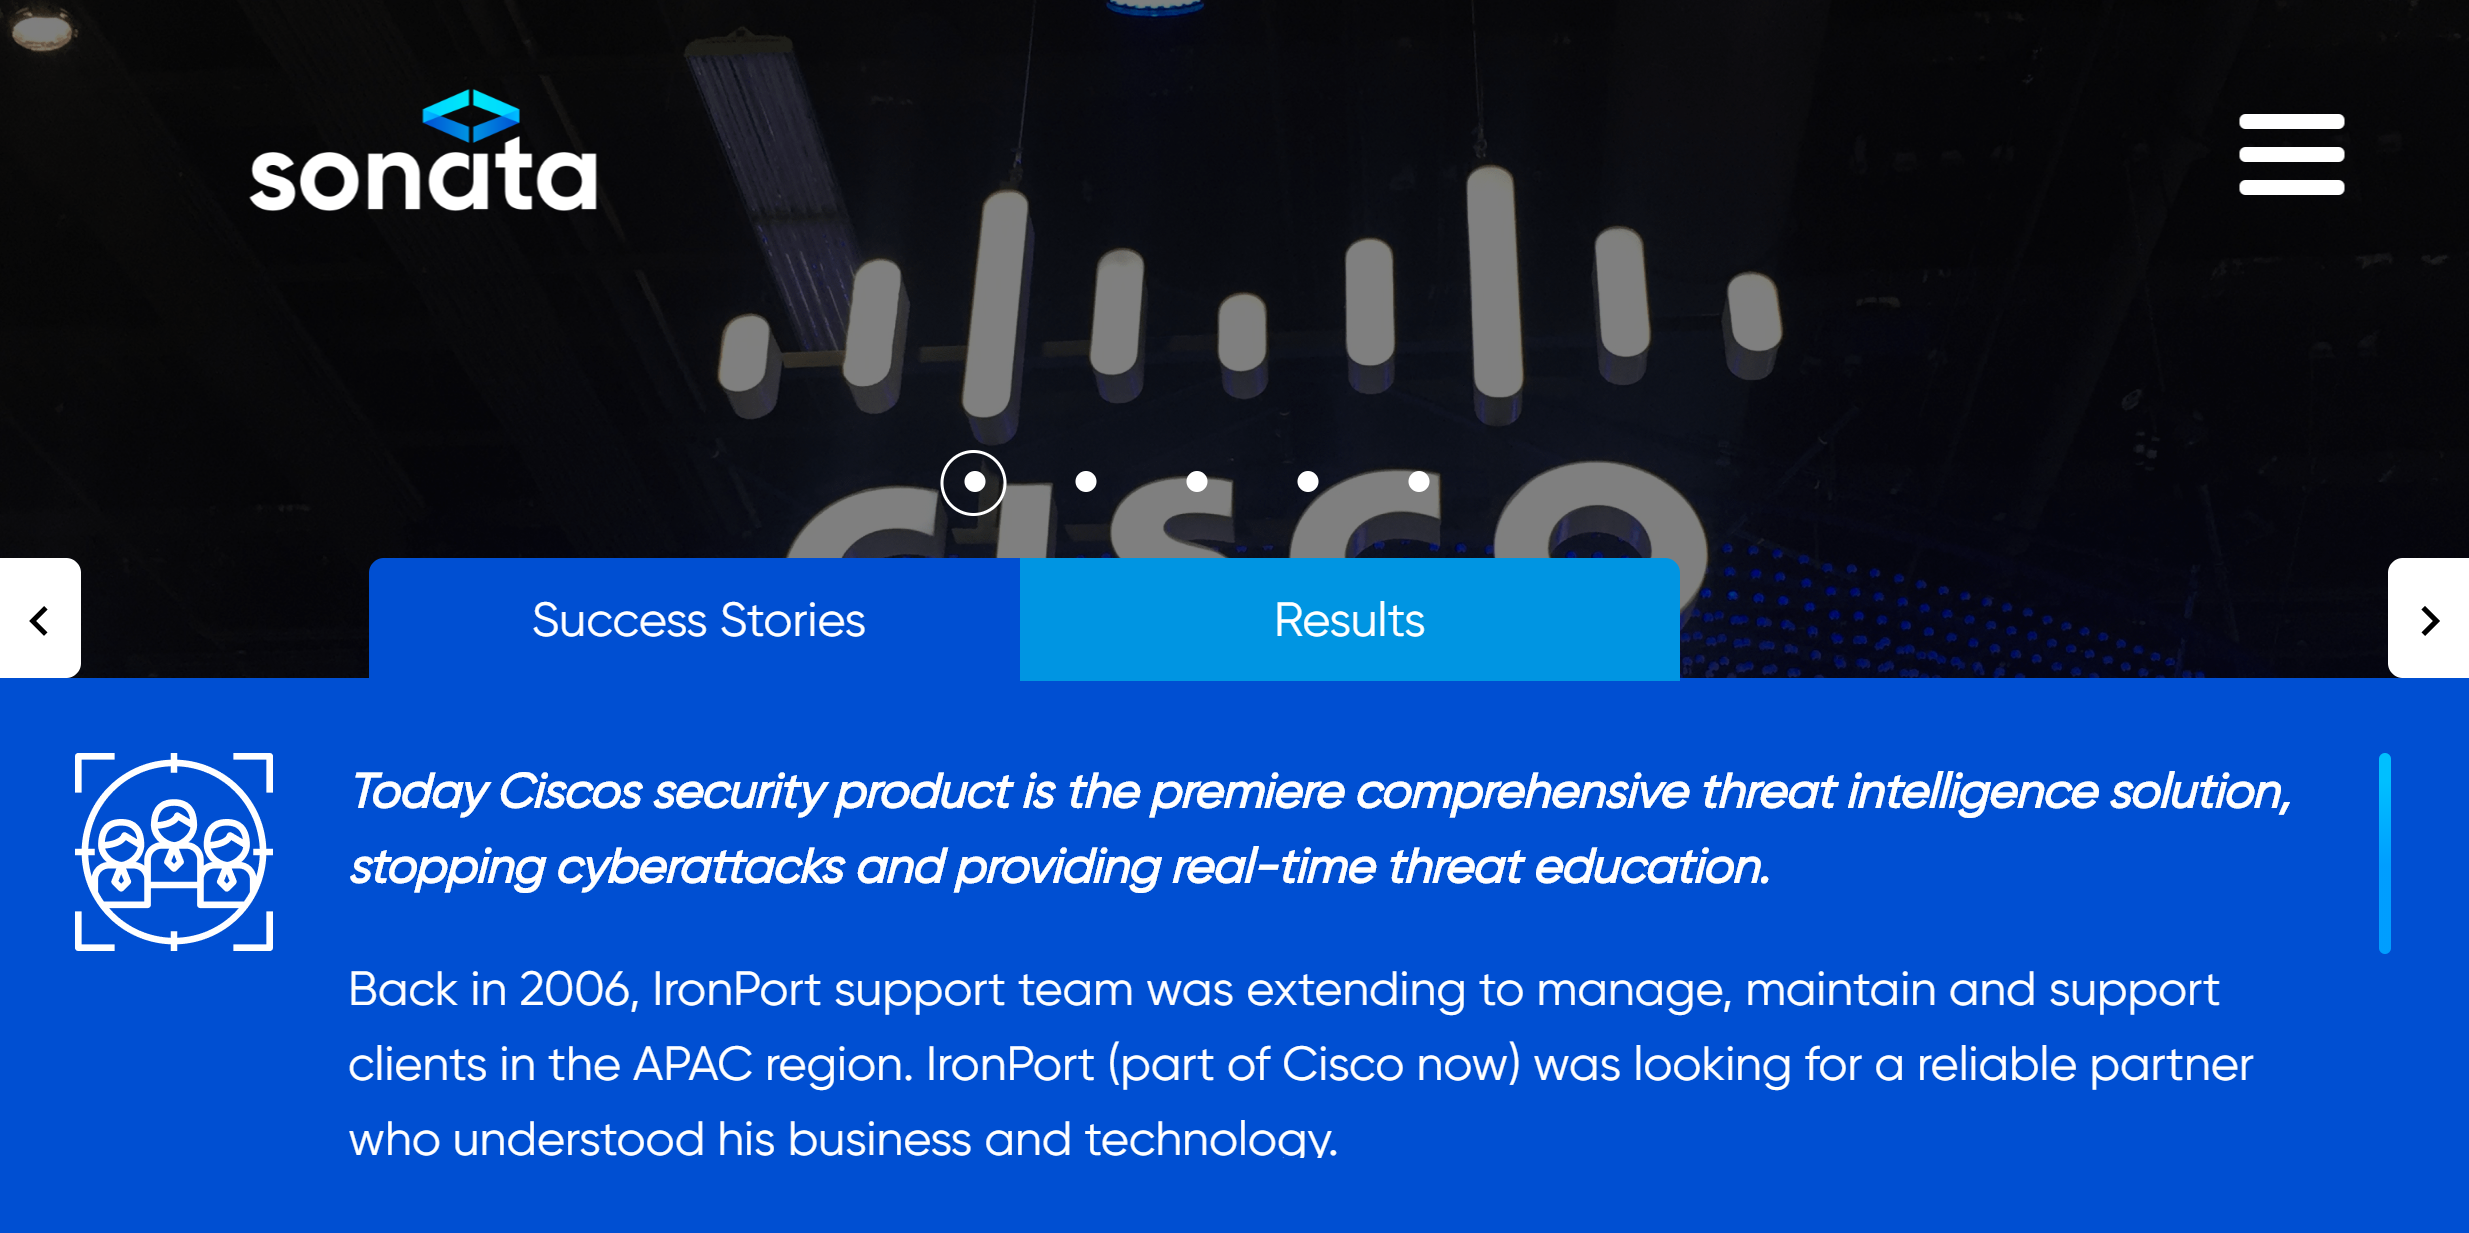 sonata
CISCO
Success Stories
Results
Today Ciscos security product is the premiere comprehensive threat intelligence solution,
stopping cyberattacks and providing real-time threat education.
Back in 2006, IronPort support team was extending to manage, maintain and support
clients in the APAC region. IronPort (part of Cisco now) was looking for a reliable partner
who understood his business and technology.